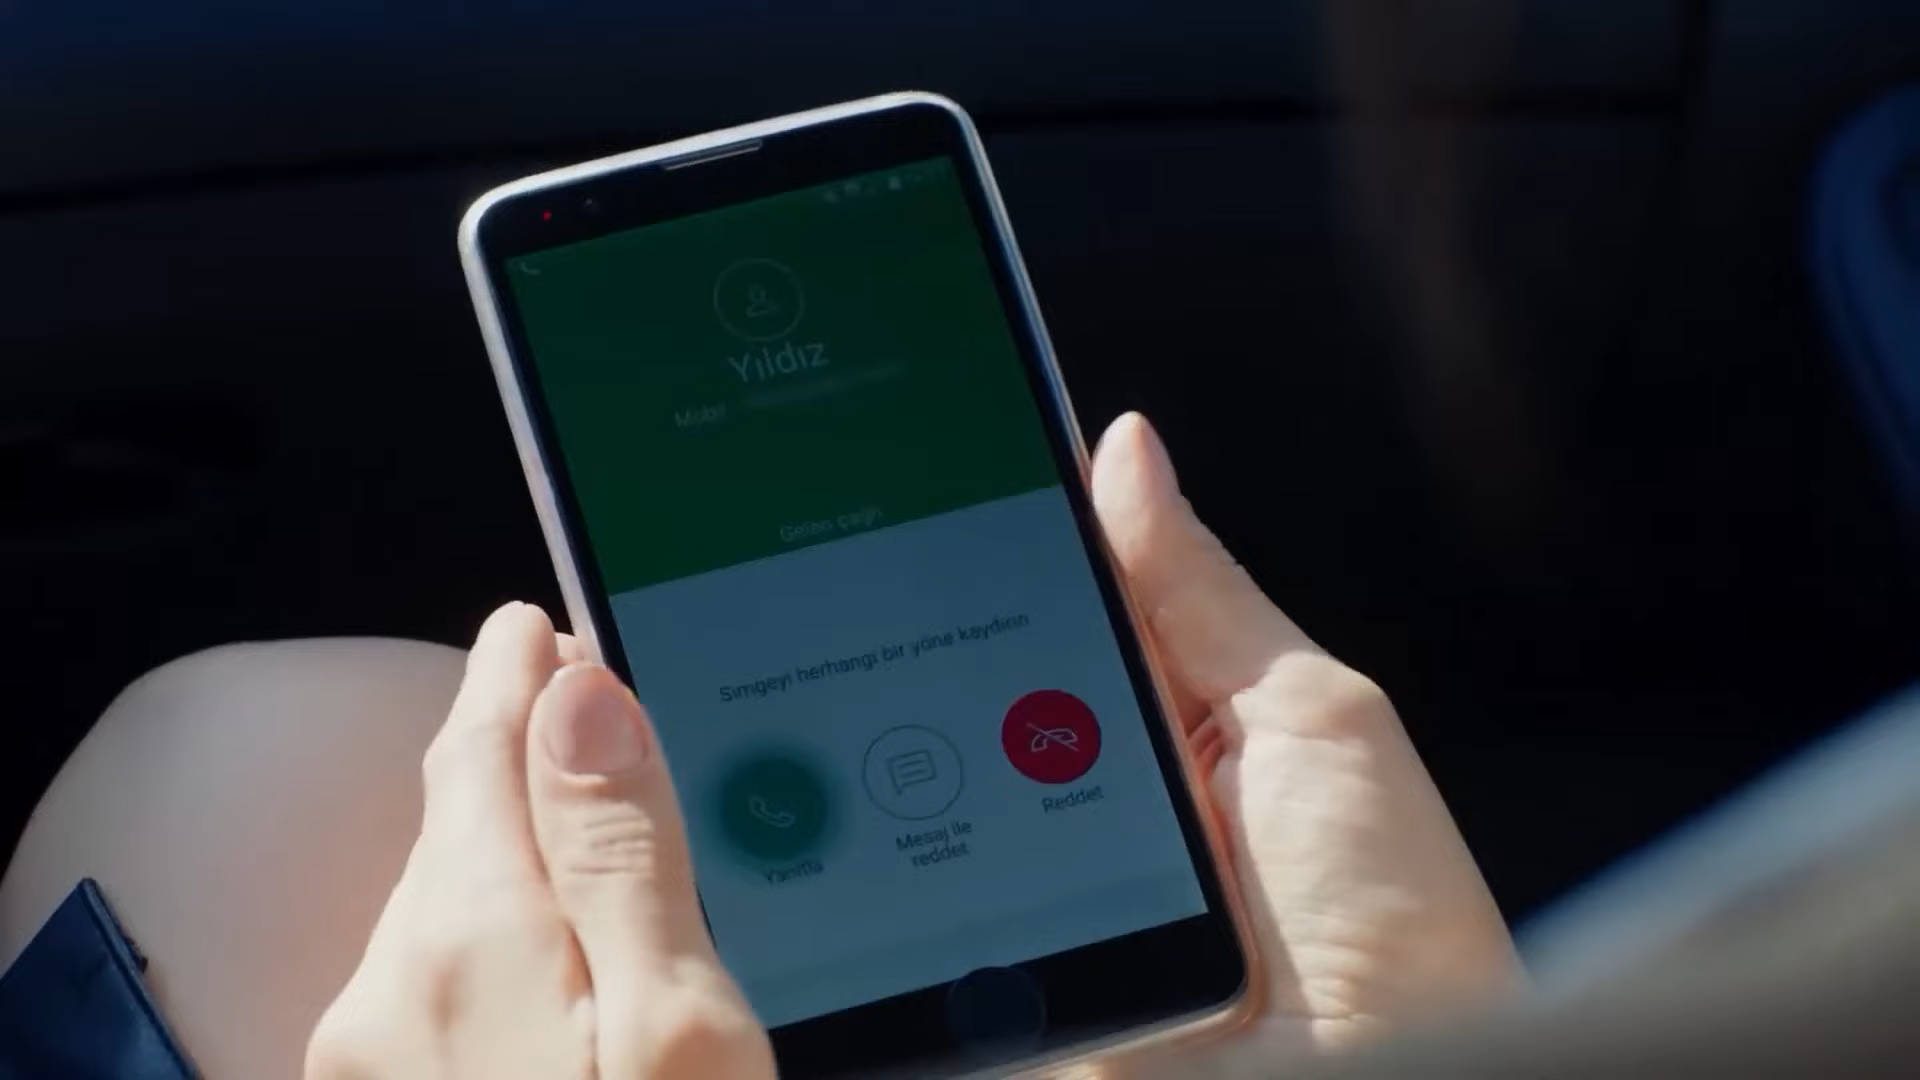 Yıldız
Mobil
Gelen çağrı
Simgeyi herhangi bir yöne kaydırın
Yanıtla
Mesaj ile
reddet
Reddet